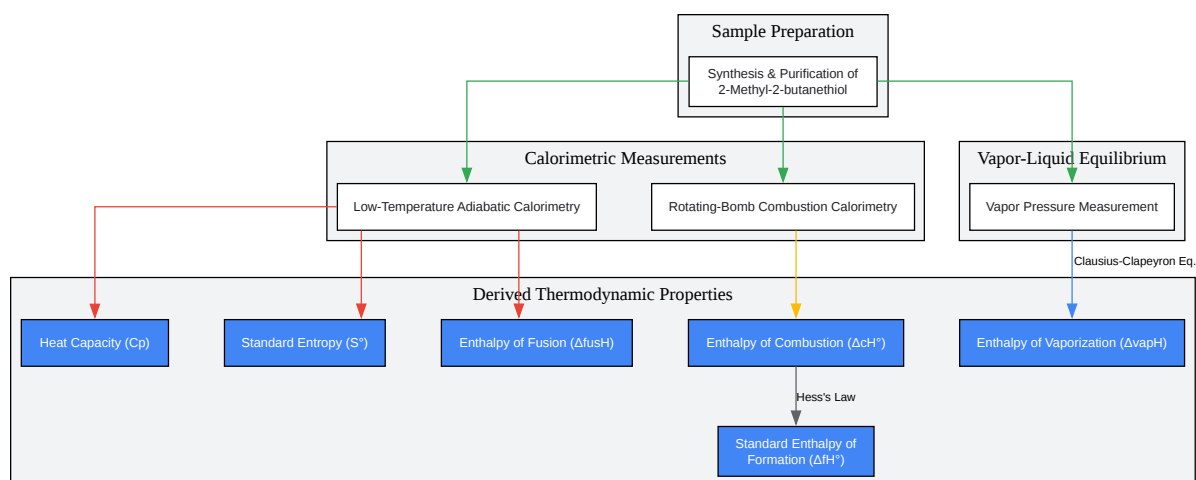 Sample Preparation
Synthesis & Purification of
2-Methyl-2-butanethiol
Calorimetric Measurements
Vapor-Liquid Equilibrium
Low-Temperature Adiabatic Calorimetry
Rotating-Bomb Combustion Calorimetry
Vapor Pressure Measurement
Clausius-Clapeyron Eq.
Derived Thermodynamic Properties
Heat Capacity (Cp)
Standard Entropy (S°)
Enthalpy of Fusion (ΔfusH)
Enthalpy of Combustion (ΔcH°)
Enthalpy of Vaporization (ΔvapH)
Hess's Law
Standard Enthalpy of
Formation (ΔfH°)